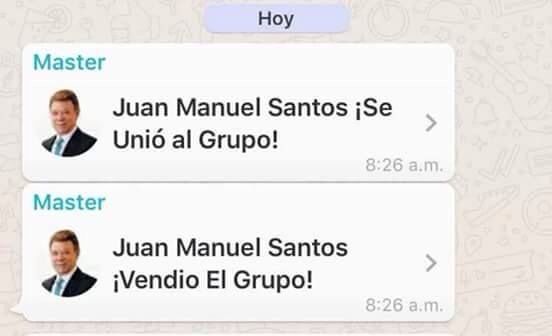 Hoy
Master
Juan Manuel Santos ¡Se
Unió al Grupo!
8:26 a.m.
Master
Juan Manuel Santos
¡Vendio El Grupo!
8:26 a.m.